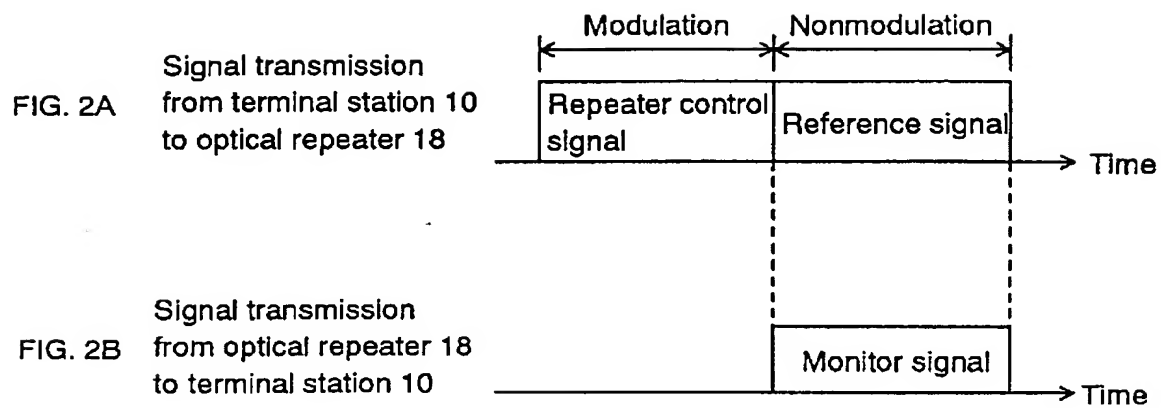 Modulation Nonmodulation
FIG. 2A
Signal transmission
from terminal station 10
to optical repeater 18
Repeater control
signal
Reference signal
Time
FIG. 2B
Signal transmission
from optical repeater 18
to terminal station 10
Monitor signal
Time